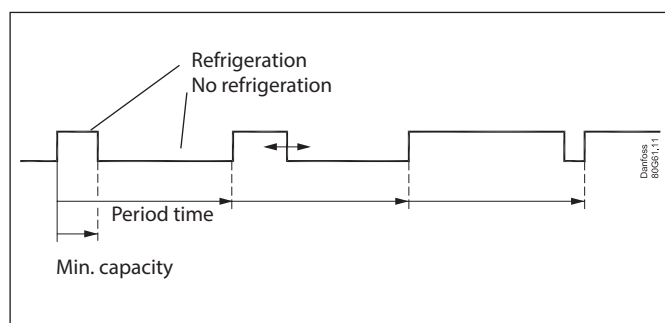 Refrigeration
No refrigeration
Danfoss
80G61.11
Period time
Min. capacity